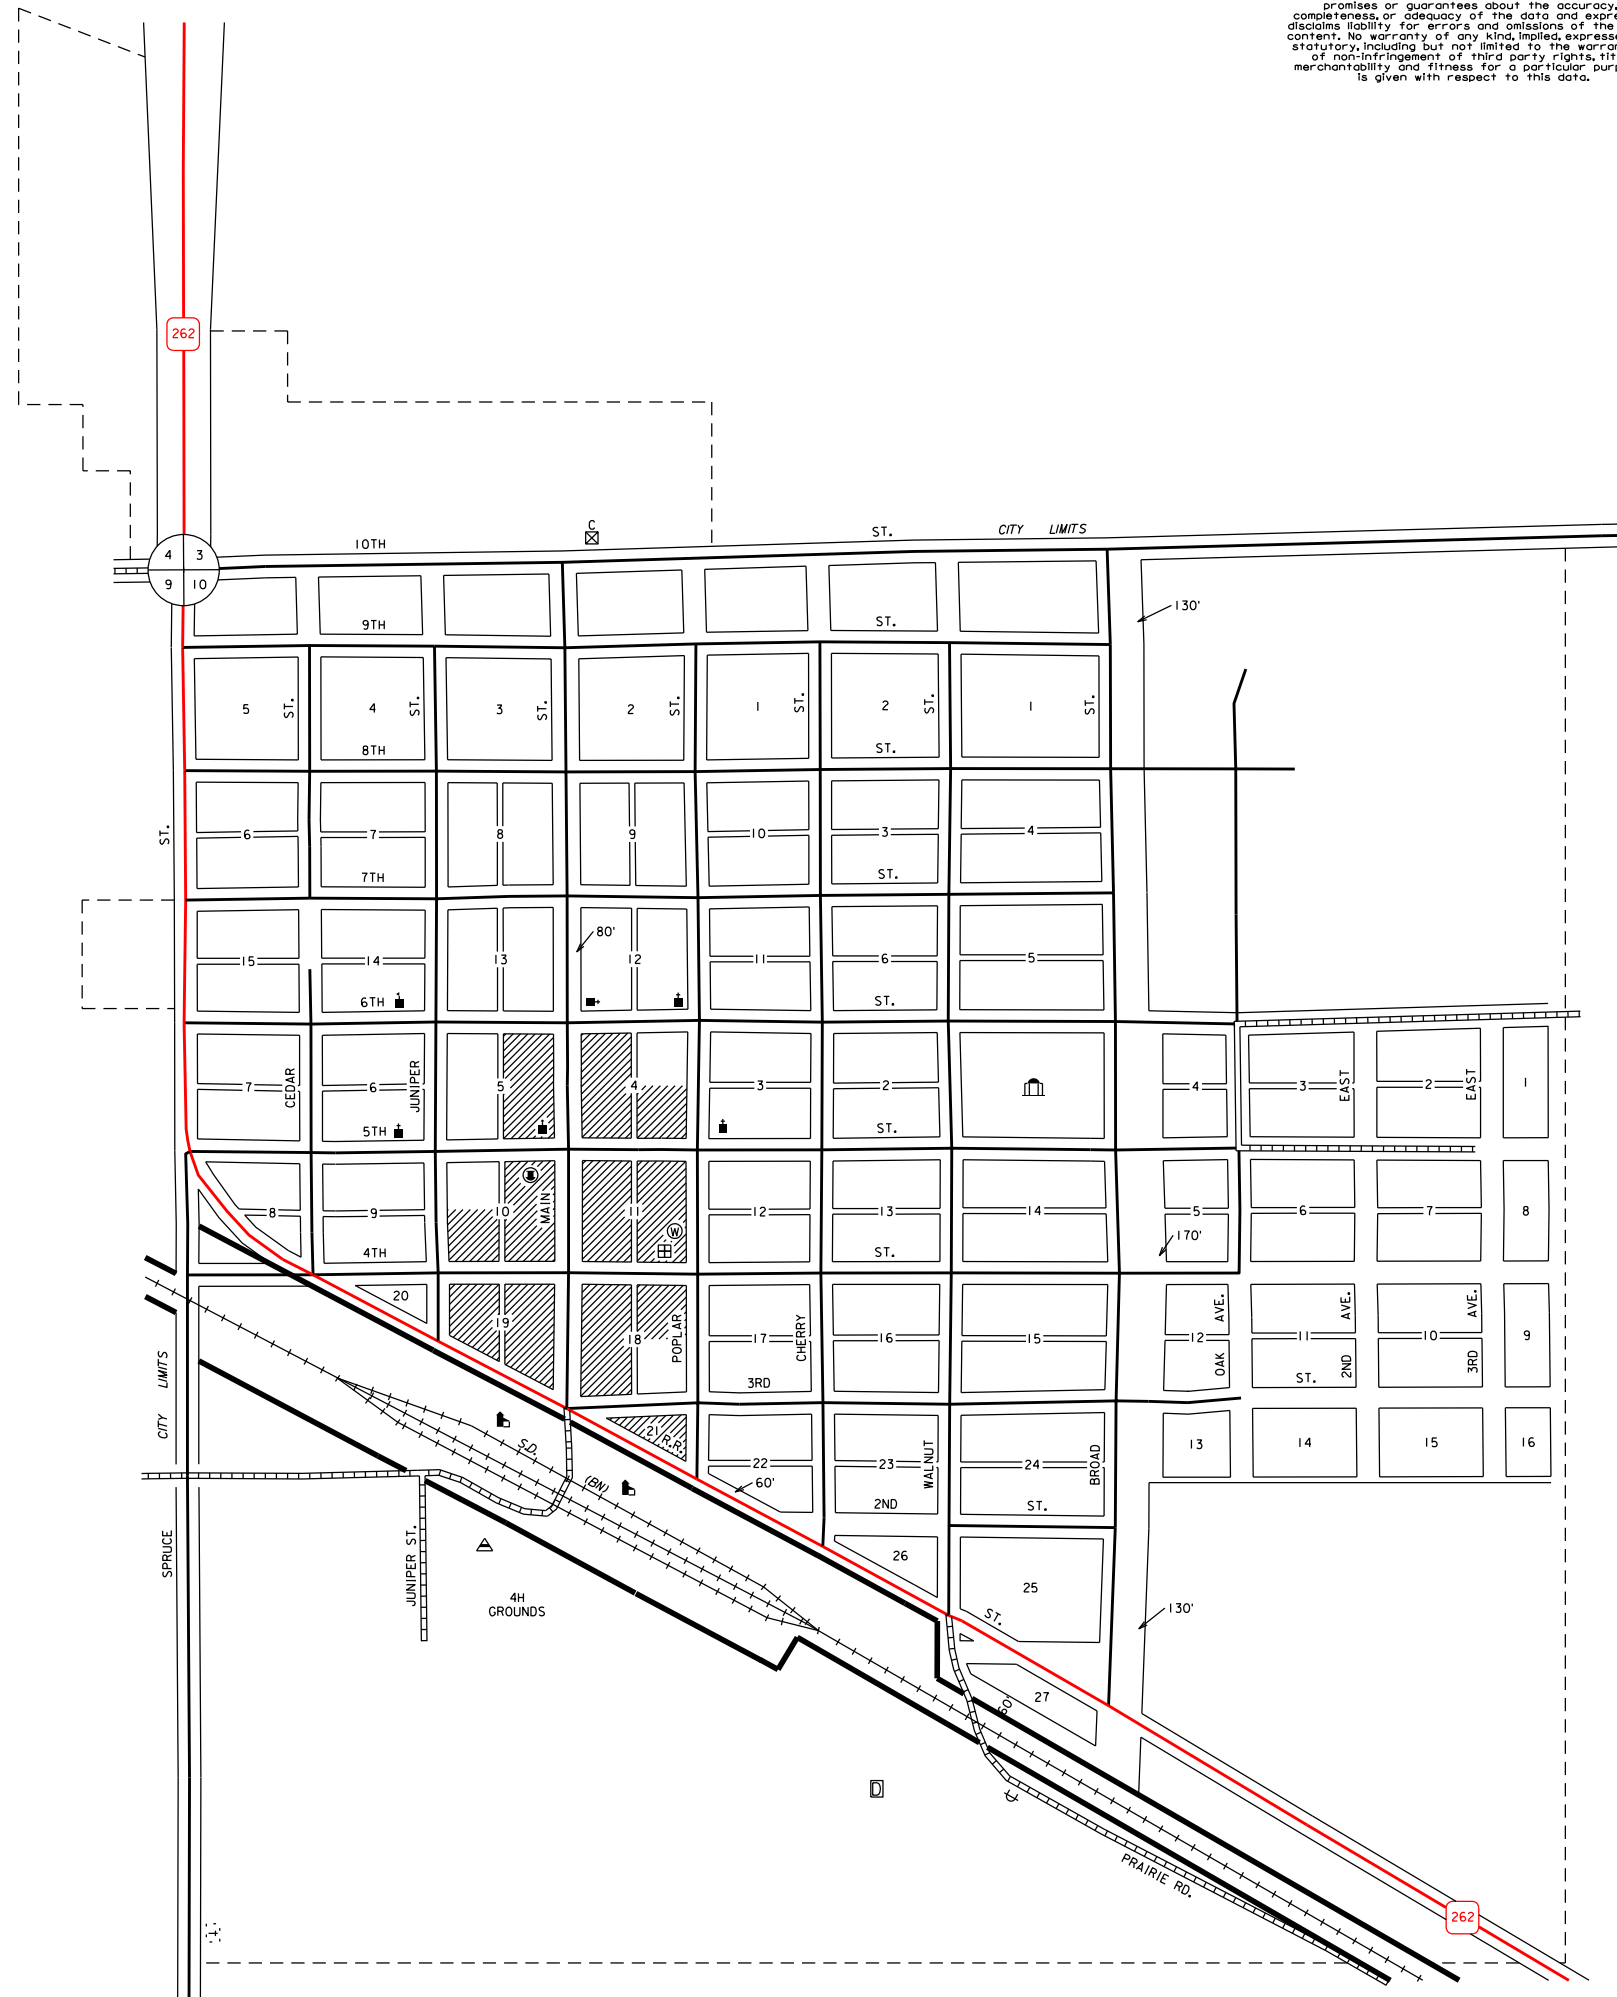 promises or guarantees about the accuracy,
completeness, or adequacy of the data and expre
disclaims liability for errors and omissions of the
content. No warranty of any kind, implied, expresse
statutory, including but not limited to the warra
of non-infringement of third party rights, tit
merchantability and fitness for a particular pur
is given with respect to this data.
262
C
10TH ST. CITY LIMITS
4 3
9 10
130'
9TH ST.
5 ST. 4 ST. 3 ST. 2 ST. 1 ST. 2 ST. 1 ST.
8TH ST.
ST. 6 7 8 9 10 3 4
7TH ST.
80'
15 14 13 12 11 6 5
6TH ST.
7 CEDAR 6 JUNIPER 5 4 3 2 4 3 EAST 2 EAST 1
5TH ST.
8 9 10 MAIN 11 12 13 14 5 6 7 8
W
170'
4TH ST.
20 19 18 POPLAR 17 CHERRY 16 15 12 OAK AVE. 11 2ND AVE. 10 3RD AVE. 9
3RD ST.
CITY LIMITS
21 R.R.
S.D.
(BN)
22 23 WALNUT 24 BROAD 13 14 15 16
60'
2ND ST.
SPRUCE
JUNIPER ST.
26 25
4H
GROUNDS
ST.
130'
27
60'
D
PRAIRIE RD.
262